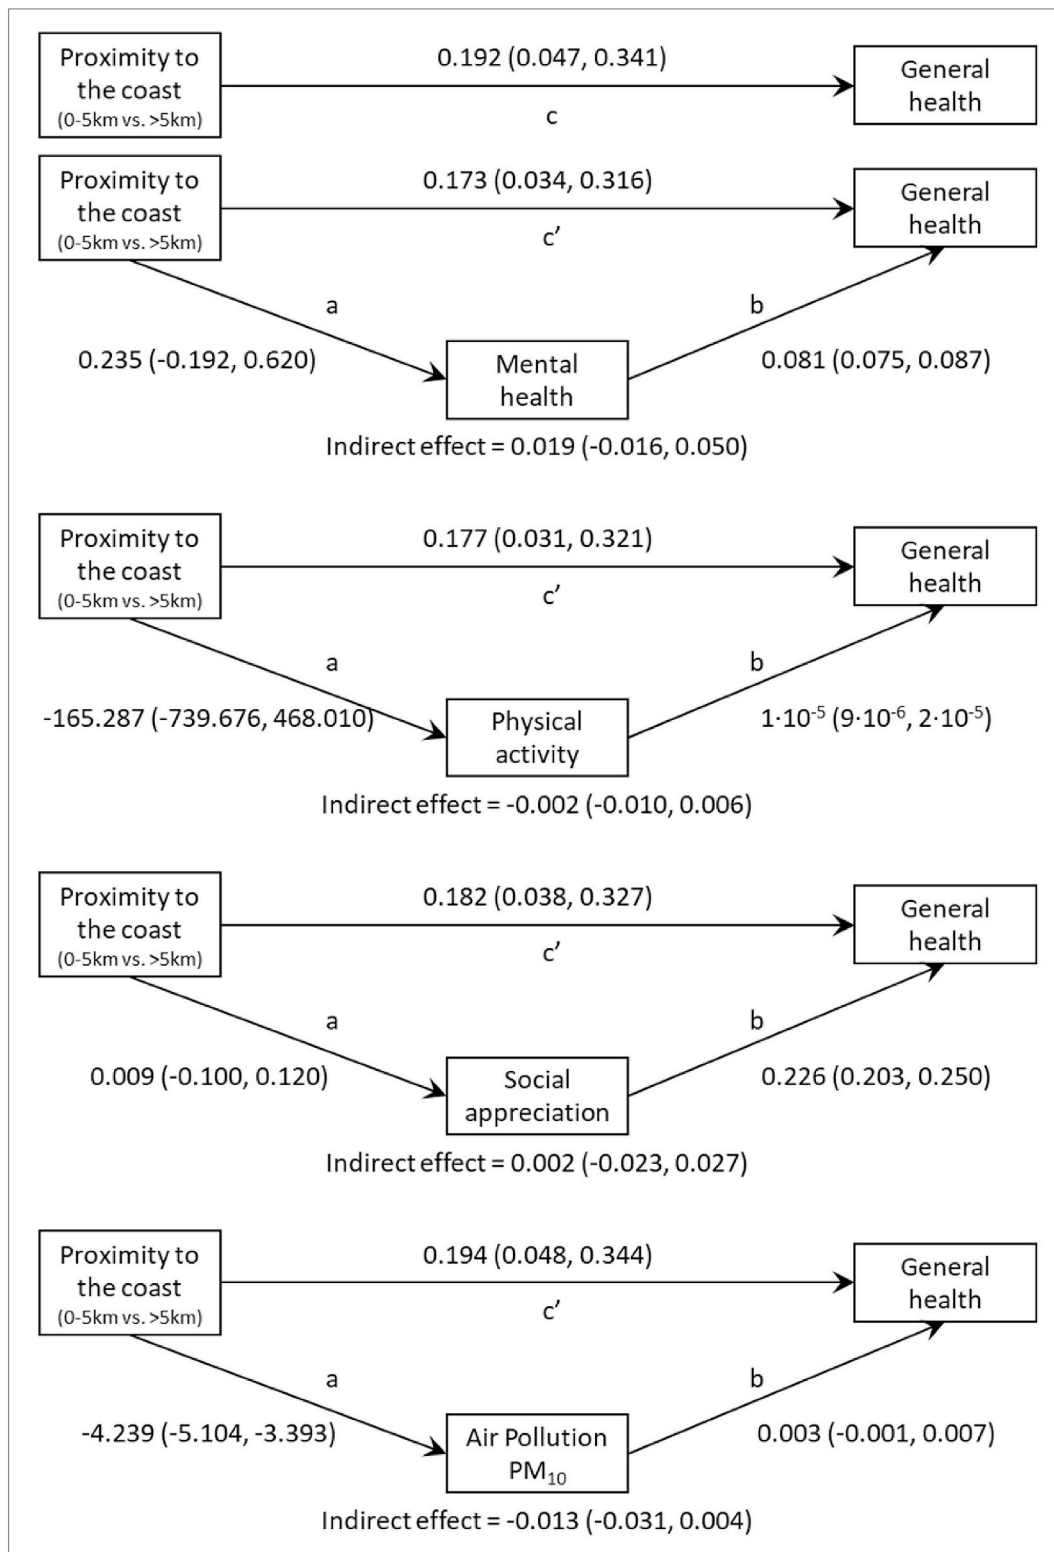 Proximity to
the coast
(0-5km vs. >5km)
0.192 (0.047, 0.341)
c
General
health
Proximity to
the coast
(0-5km vs. >5km)
0.173 (0.034, 0.316)
c’
General
health
a
b
0.235 (-0.192, 0.620)
Mental
health
0.081 (0.075, 0.087)
Indirect effect = 0.019 (-0.016, 0.050)
Proximity to
the coast
(0-5km vs. >5km)
0.177 (0.031, 0.321)
c’
General
health
a
b
-165.287 (-739.676, 468.010)
Physical
activity
1·10⁻⁵ (9·10⁻⁶, 2·10⁻⁵)
Indirect effect = -0.002 (-0.010, 0.006)
Proximity to
the coast
(0-5km vs. >5km)
0.182 (0.038, 0.327)
c’
General
health
a
b
0.009 (-0.100, 0.120)
Social
appreciation
0.226 (0.203, 0.250)
Indirect effect = 0.002 (-0.023, 0.027)
Proximity to
the coast
(0-5km vs. >5km)
0.194 (0.048, 0.344)
c’
General
health
a
b
-4.239 (-5.104, -3.393)
Air Pollution
PM₁₀
0.003 (-0.001, 0.007)
Indirect effect = -0.013 (-0.031, 0.004)